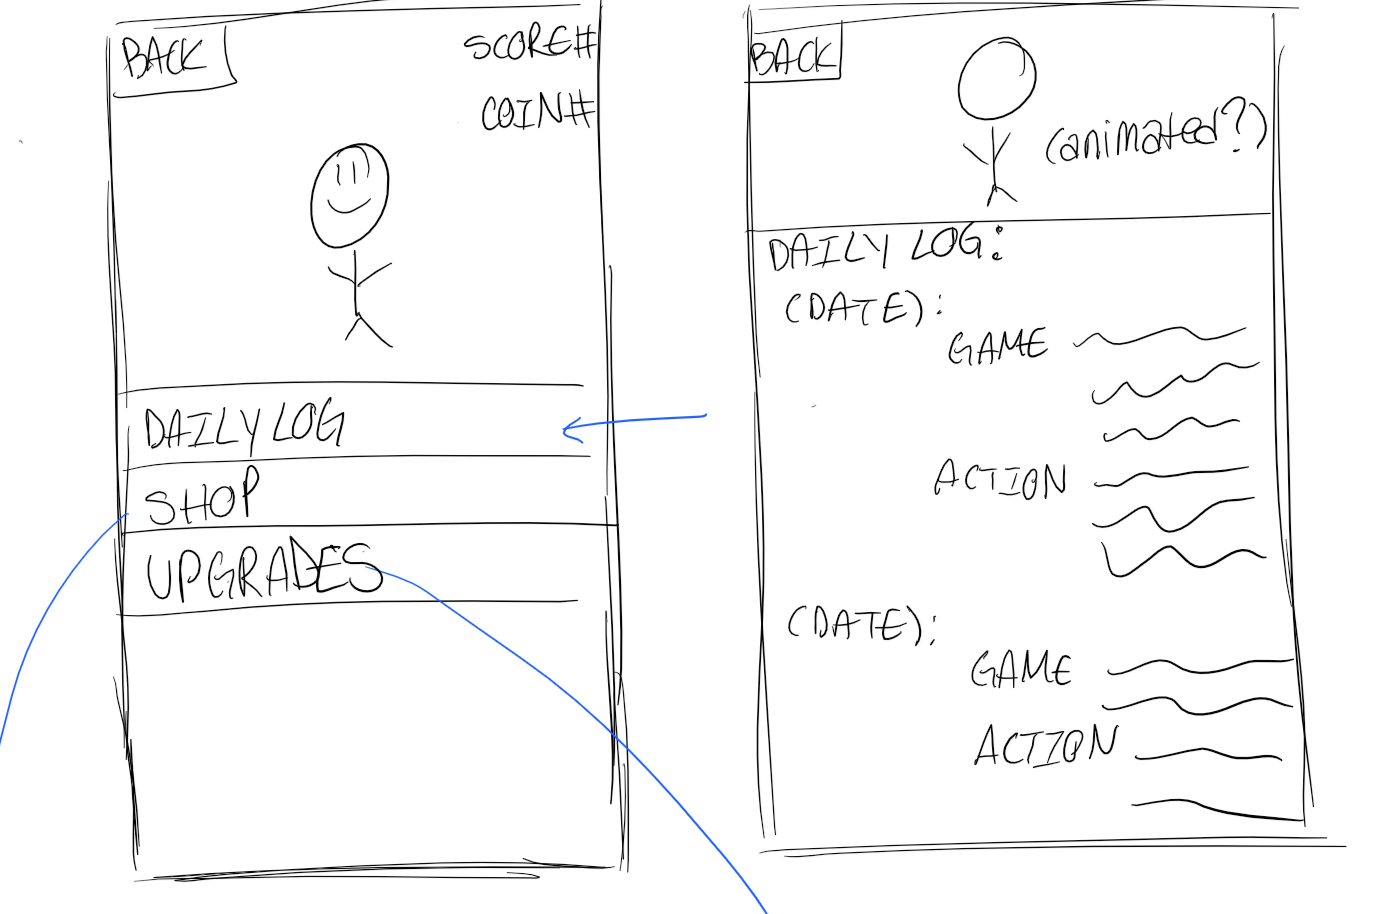 BACK
SCORE#
COIN#
DAILY LOG
SHOP
UPGRADES
BACK
(animated?)
DAILY LOG:
(DATE):
GAME
ACTION
(DATE):
GAME
ACTION